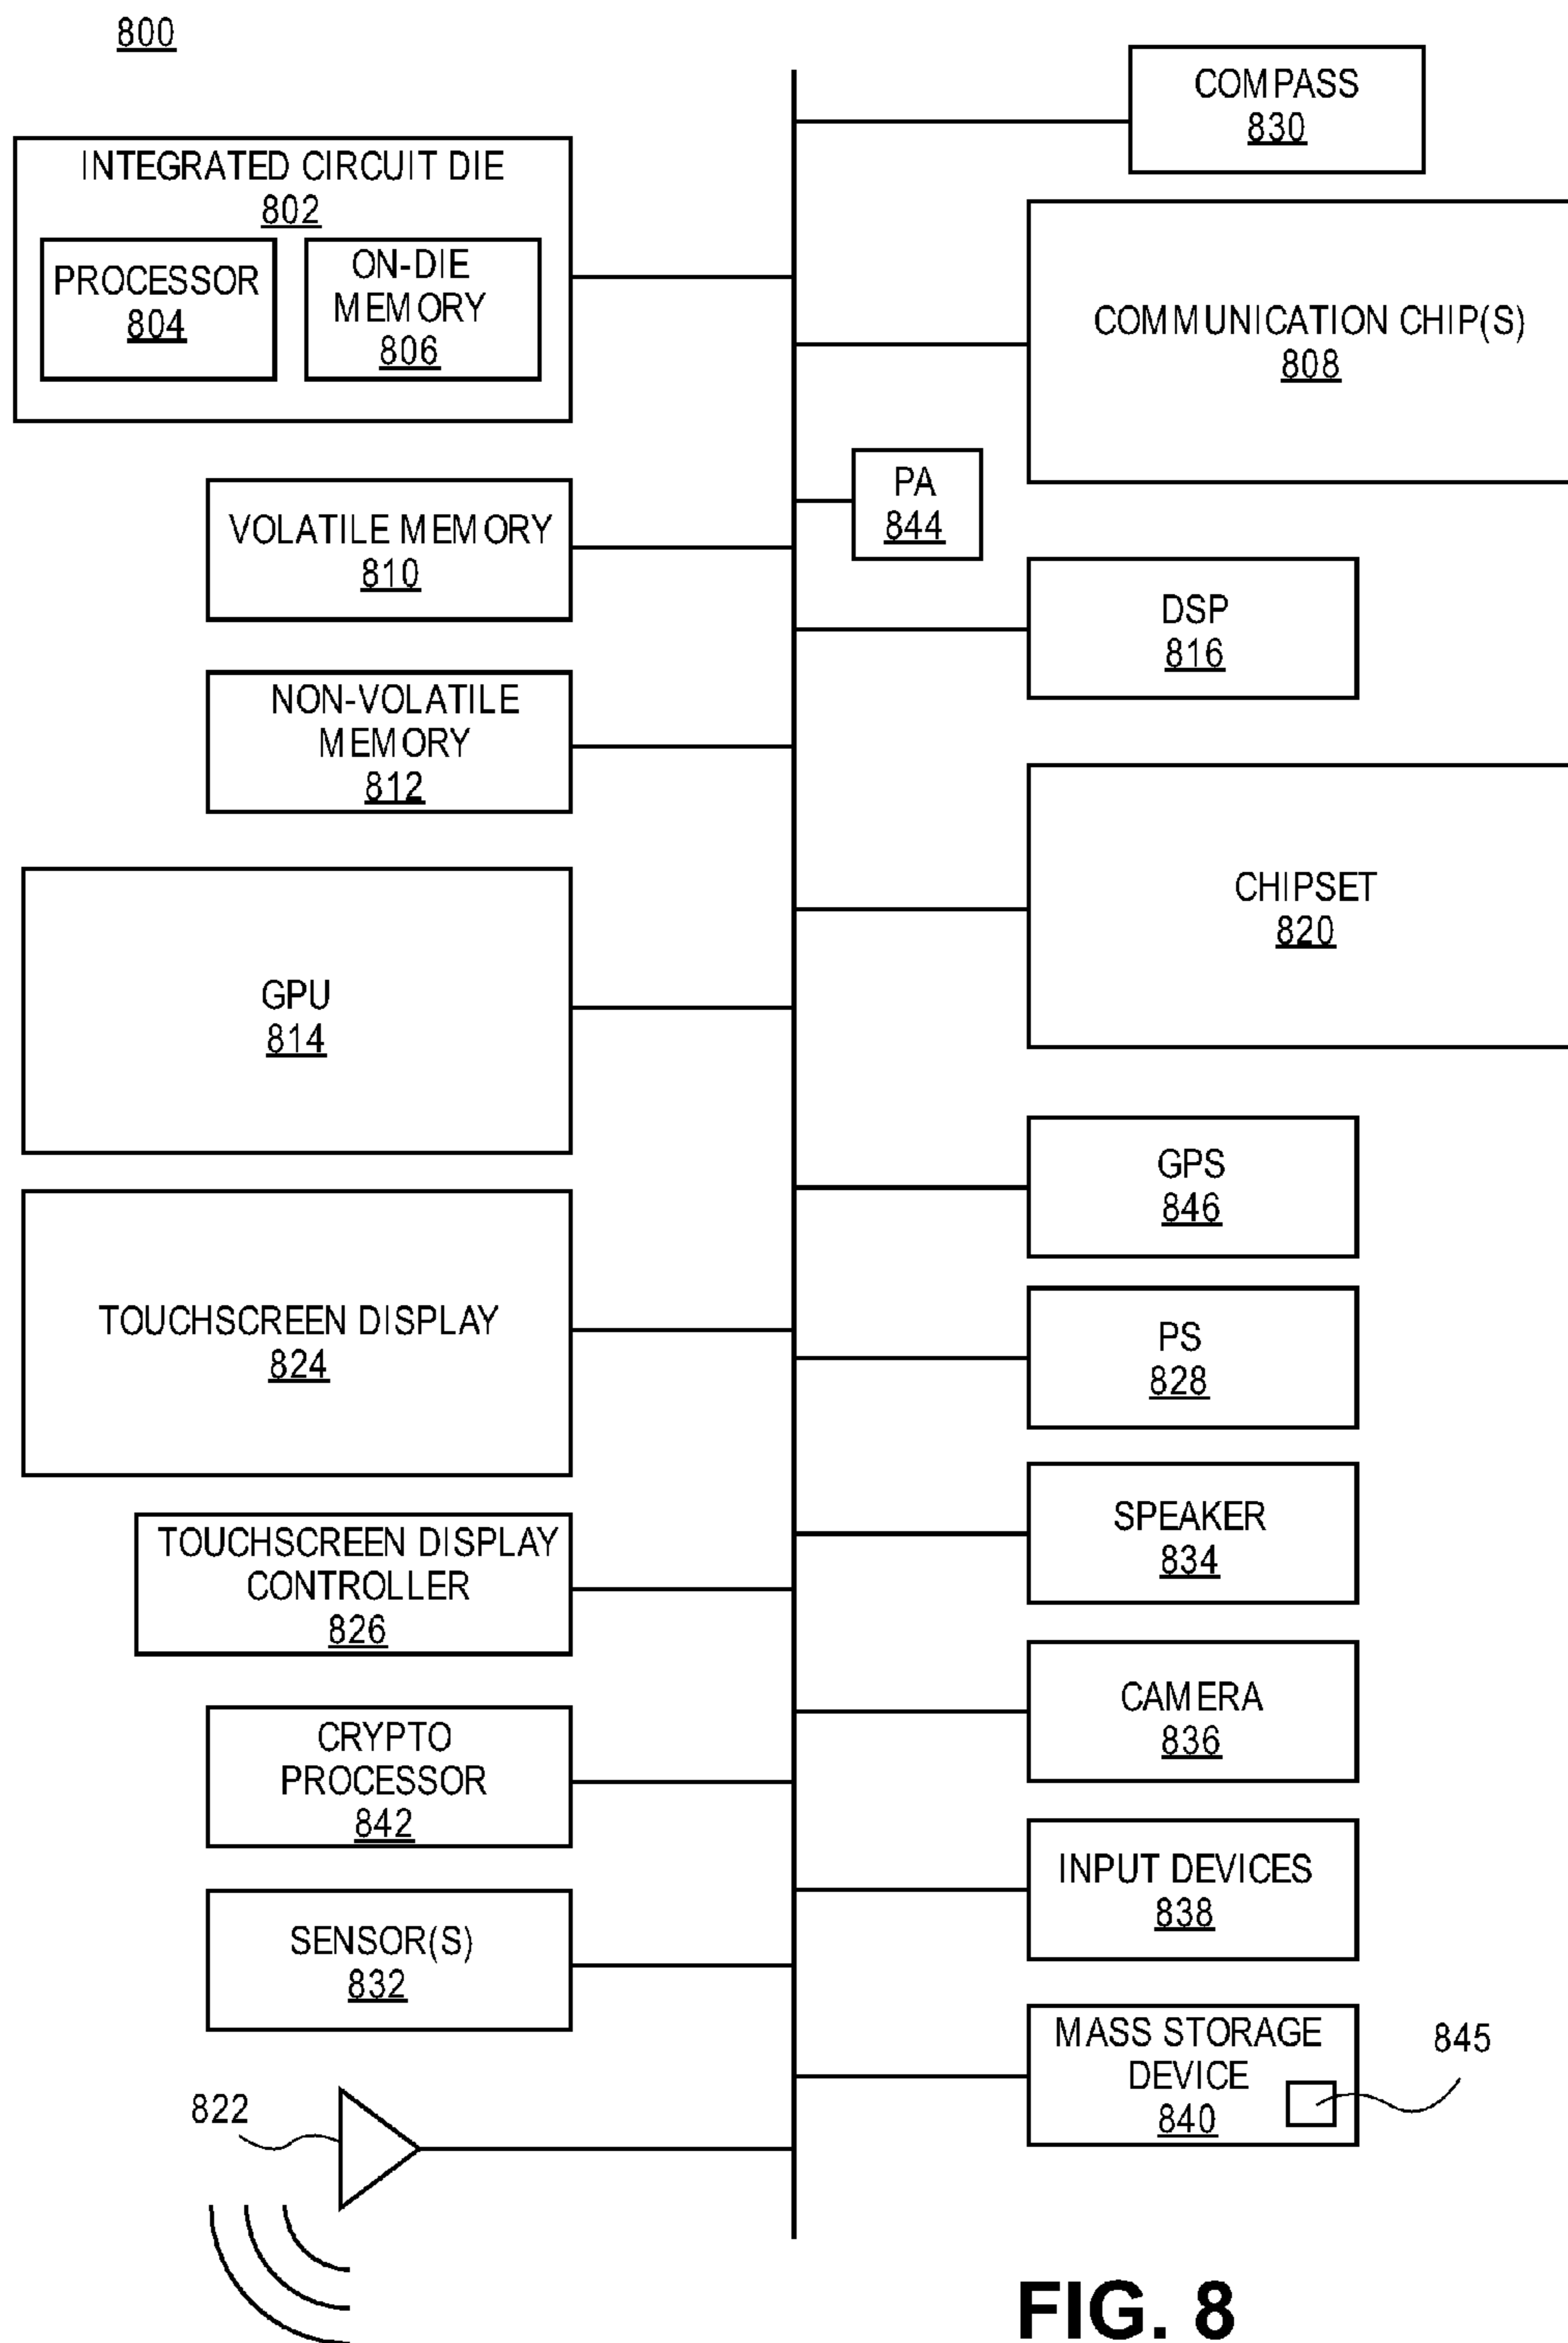 800
INTEGRATED CIRCUIT DIE
802
PROCESSOR
804
ON-DIE
MEMORY
806
VOLATILE MEMORY
810
NON-VOLATILE
MEMORY
812
GPU
814
TOUCHSCREEN DISPLAY
824
TOUCHSCREEN DISPLAY
CONTROLLER
826
CRYPTO
PROCESSOR
842
SENSOR(S)
832
822
COMPASS
830
COMMUNICATION CHIP(S)
808
PA
844
DSP
816
CHIPSET
820
GPS
846
PS
828
SPEAKER
834
CAMERA
836
INPUT DEVICES
838
MASS STORAGE
DEVICE
840
845
FIG. 8